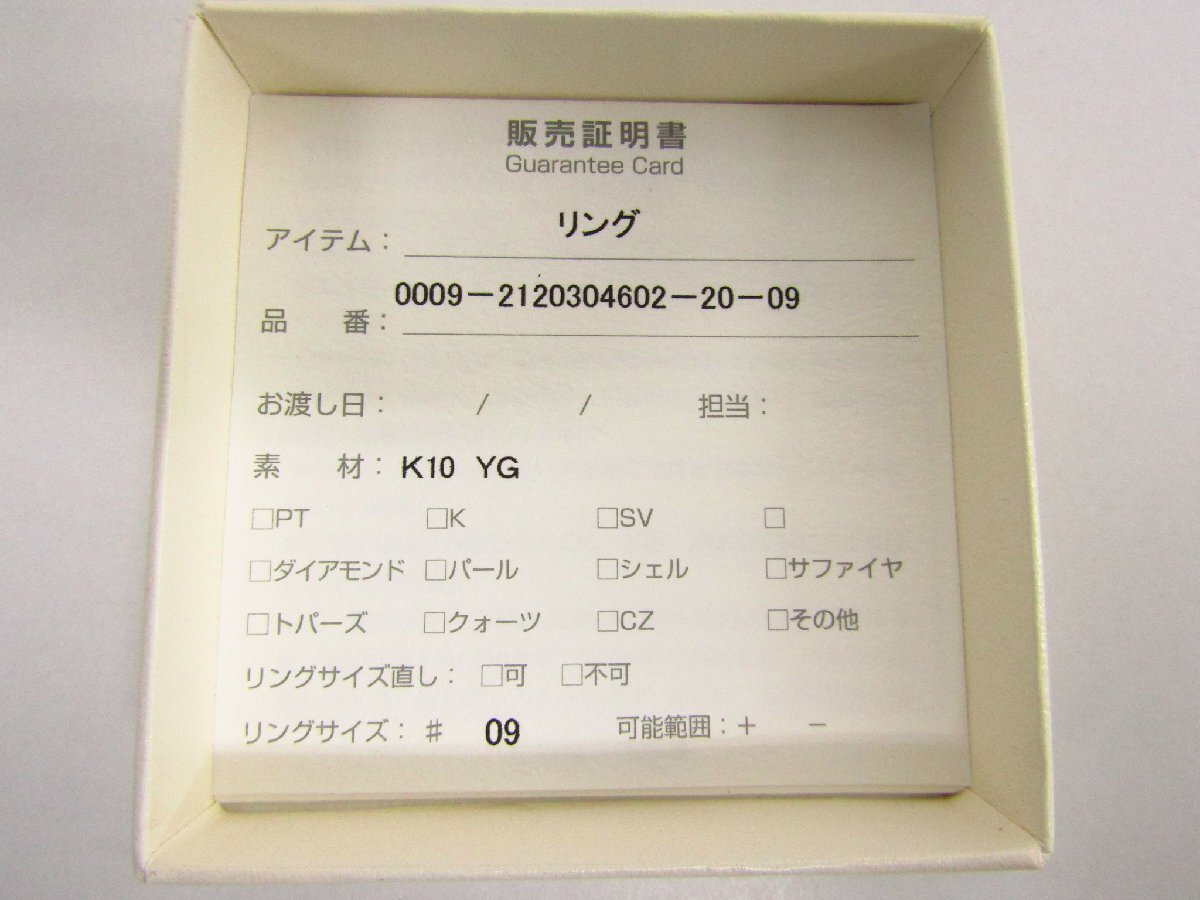 販売証明書
Guarantee Card
アイテム： リング
品　番： 0009-2120304602-20-09
お渡し日： / / 担当：
素　材： K10 YG
□PT □K □SV □
□ダイアモンド □パール □シェル □サファイヤ
□トパーズ □クォーツ □CZ □その他
リングサイズ直し： □可 □不可
リングサイズ：♯ 09 可能範囲：＋ －